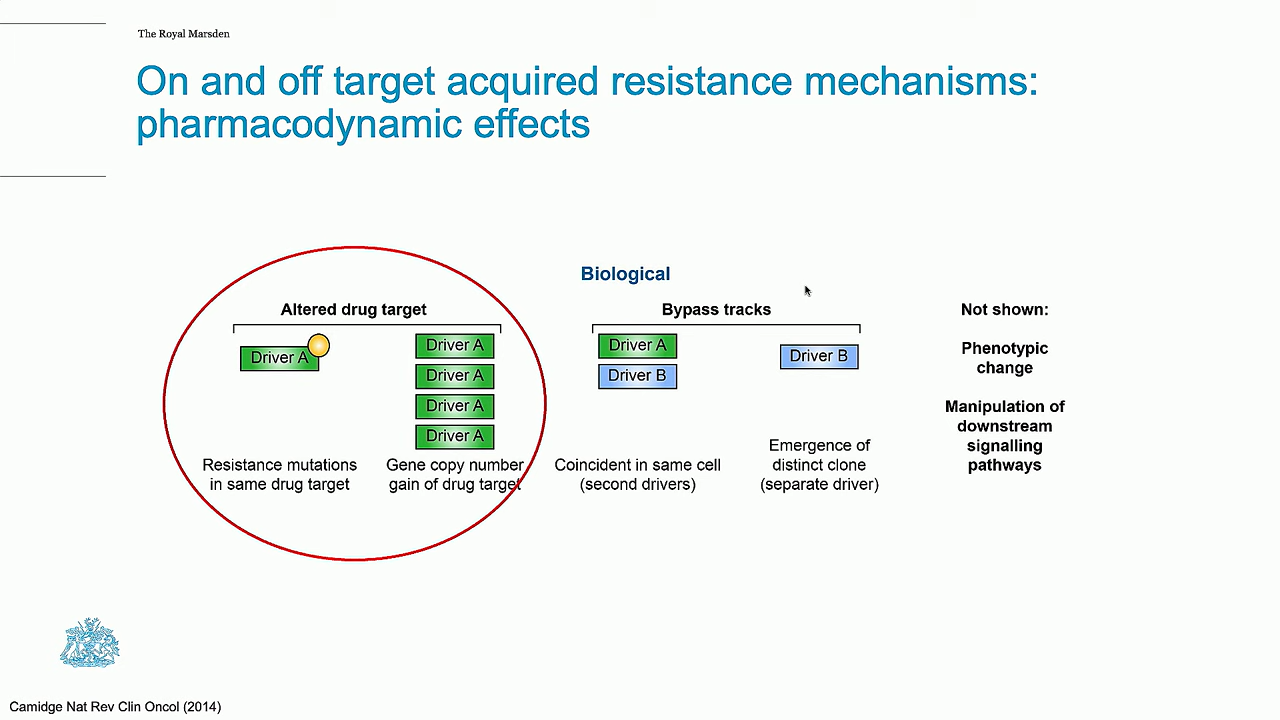 The Royal Marsden
On and off target acquired resistance mechanisms:
pharmacodynamic effects
Biological
Altered drug target
Bypass tracks
Not shown:
Driver A
Driver A
Driver A
Driver A
Driver A
Driver A
Driver B
Driver B
Phenotypic
change
Manipulation of
downstream
signalling
pathways
Resistance mutations
in same drug target
Gene copy number
gain of drug target
Coincident in same cell
(second drivers)
Emergence of
distinct clone
(separate driver)
Camidge Nat Rev Clin Oncol (2014)